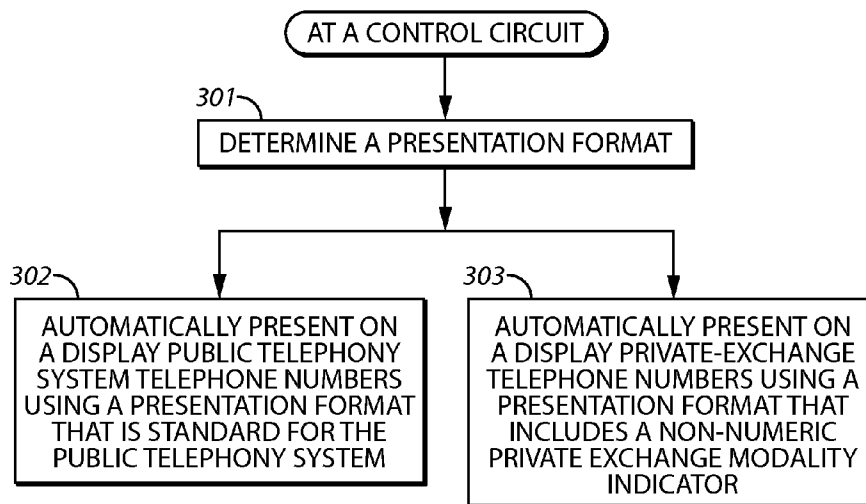 AT A CONTROL CIRCUIT
301
DETERMINE A PRESENTATION FORMAT
302
AUTOMATICALLY PRESENT ON
A DISPLAY PUBLIC TELEPHONY
SYSTEM TELEPHONE NUMBERS
USING A PRESENTATION FORMAT
THAT IS STANDARD FOR THE
PUBLIC TELEPHONY SYSTEM
303
AUTOMATICALLY PRESENT ON
A DISPLAY PRIVATE-EXCHANGE
TELEPHONE NUMBERS USING A
PRESENTATION FORMAT THAT
INCLUDES A NON-NUMERIC
PRIVATE EXCHANGE MODALITY
INDICATOR